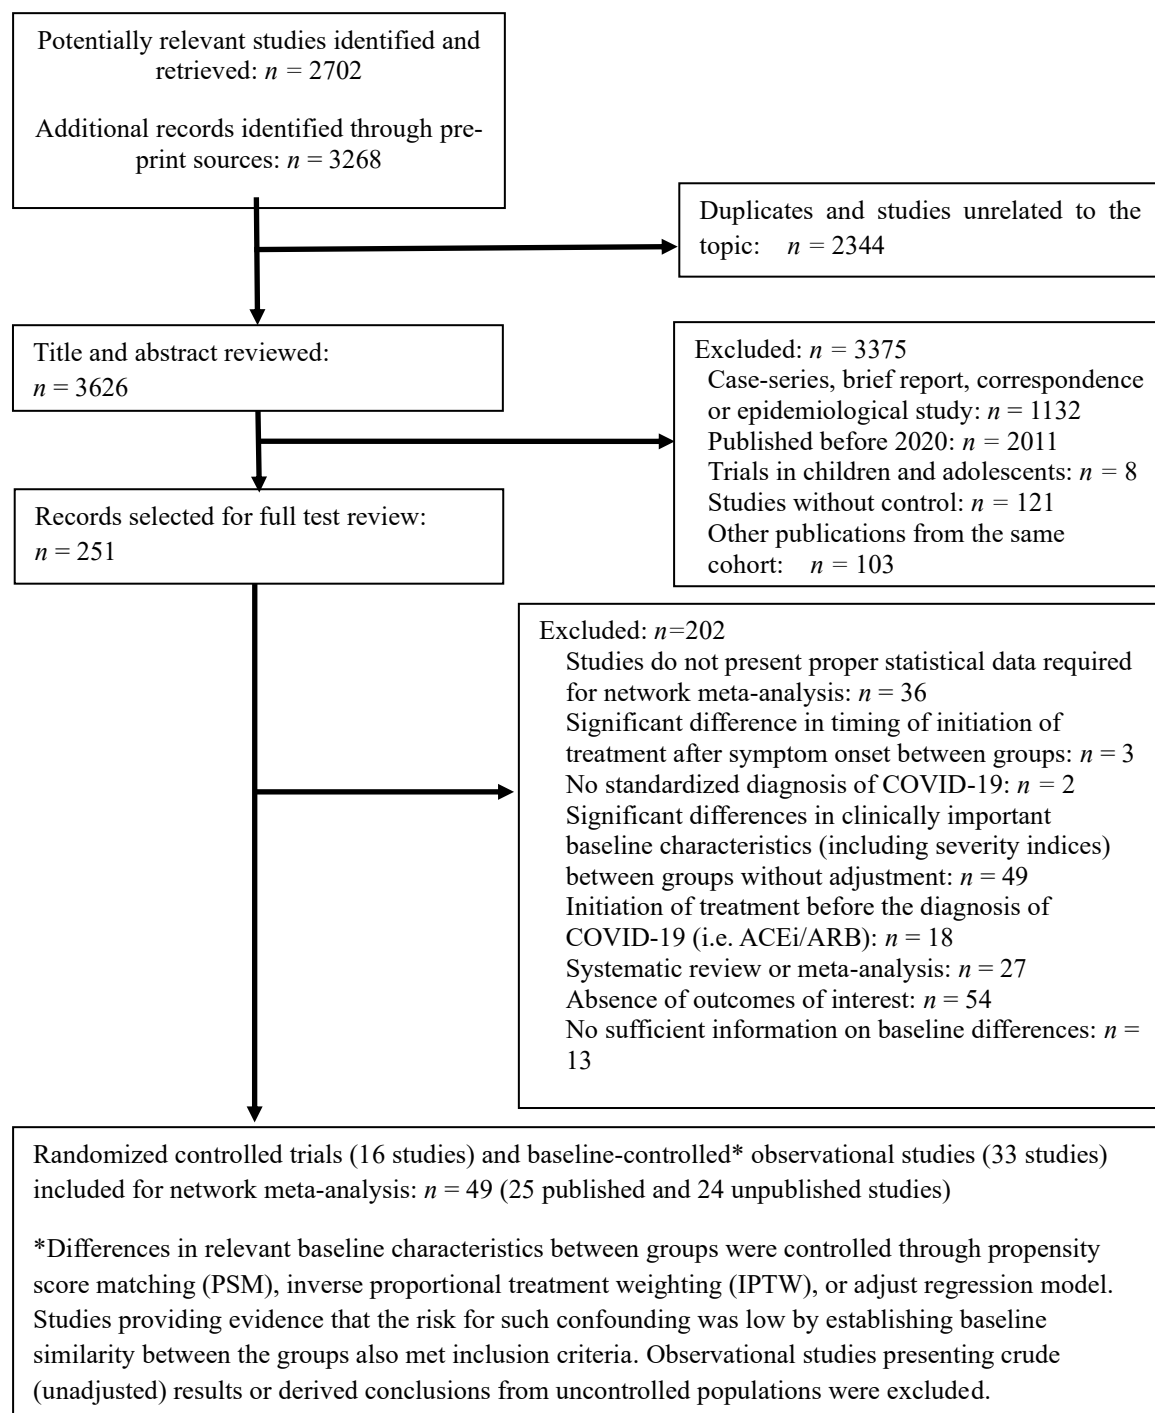 Potentially relevant studies identified and
retrieved: n = 2702
Additional records identified through pre-
print sources: n = 3268
Duplicates and studies unrelated to the
topic: n = 2344
Title and abstract reviewed:
n = 3626
Excluded: n = 3375
Case-series, brief report, correspondence
or epidemiological study: n = 1132
Published before 2020: n = 2011
Trials in children and adolescents: n = 8
Studies without control: n = 121
Other publications from the same
cohort: n = 103
Records selected for full test review:
n = 251
Excluded: n=202
Studies do not present proper statistical data required
for network meta-analysis: n = 36
Significant difference in timing of initiation of
treatment after symptom onset between groups: n = 3
No standardized diagnosis of COVID-19: n = 2
Significant differences in clinically important
baseline characteristics (including severity indices)
between groups without adjustment: n = 49
Initiation of treatment before the diagnosis of
COVID-19 (i.e. ACEi/ARB): n = 18
Systematic review or meta-analysis: n = 27
Absence of outcomes of interest: n = 54
No sufficient information on baseline differences: n =
13
Randomized controlled trials (16 studies) and baseline-controlled* observational studies (33 studies)
included for network meta-analysis: n = 49 (25 published and 24 unpublished studies)
*Differences in relevant baseline characteristics between groups were controlled through propensity
score matching (PSM), inverse proportional treatment weighting (IPTW), or adjust regression model.
Studies providing evidence that the risk for such confounding was low by establishing baseline
similarity between the groups also met inclusion criteria. Observational studies presenting crude
(unadjusted) results or derived conclusions from uncontrolled populations were excluded.